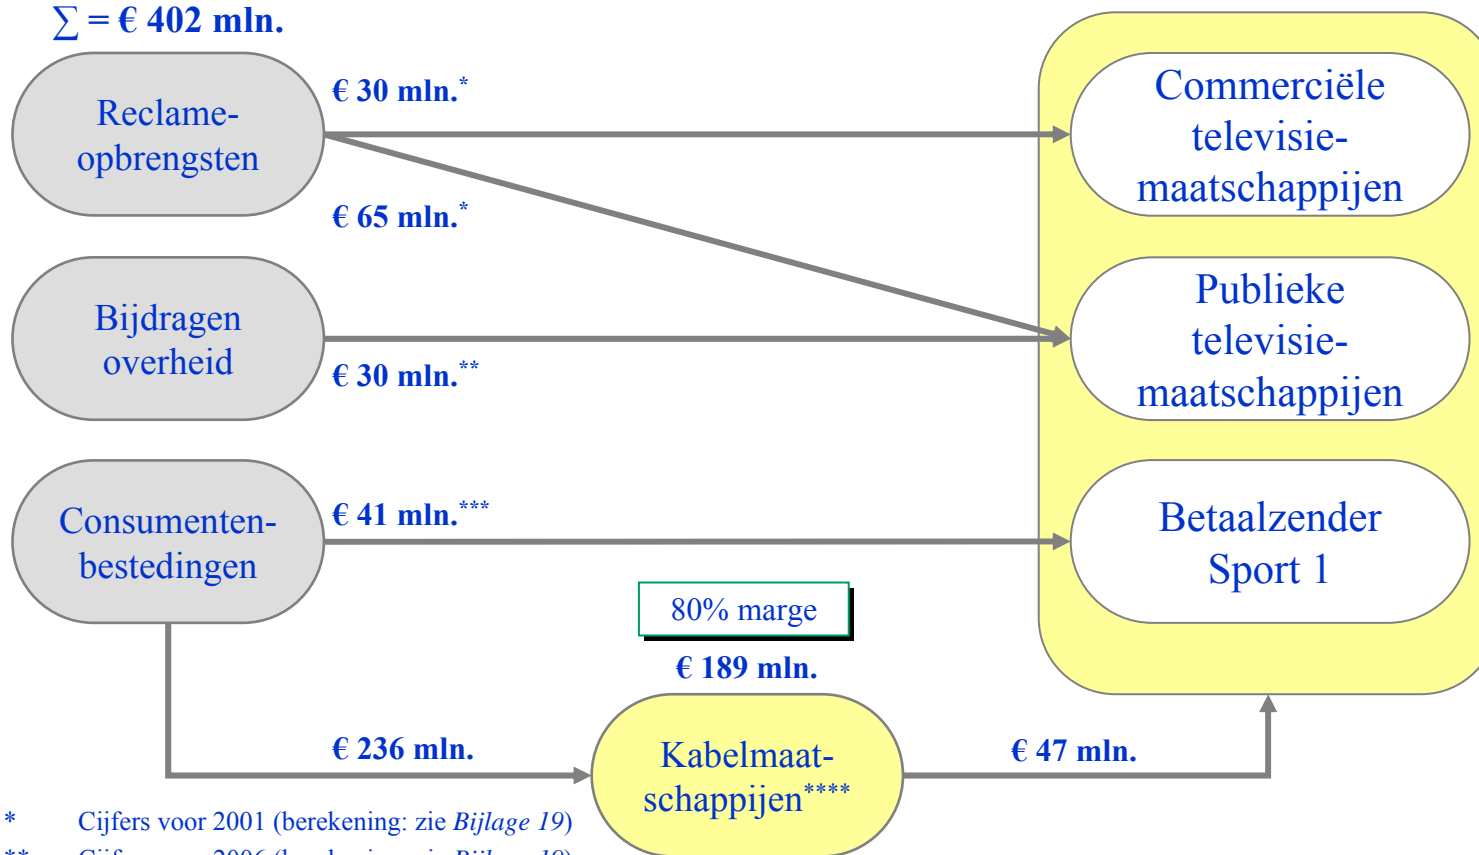 ∑ = € 402 mln.
Reclame-
opbrengsten
€ 30 mln.*
€ 65 mln.*
Commerciële
televisie-
maatschappijen
Bijdragen
overheid
€ 30 mln.**
Publieke
televisie-
maatschappijen
Consumenten-
bestedingen
€ 41 mln.***
Betaalzender
Sport 1
80% marge
€ 189 mln.
€ 236 mln.
Kabelmaat-
schappijen****
€ 47 mln.
* Cijfers voor 2001 (berekening: zie Bijlage 19)